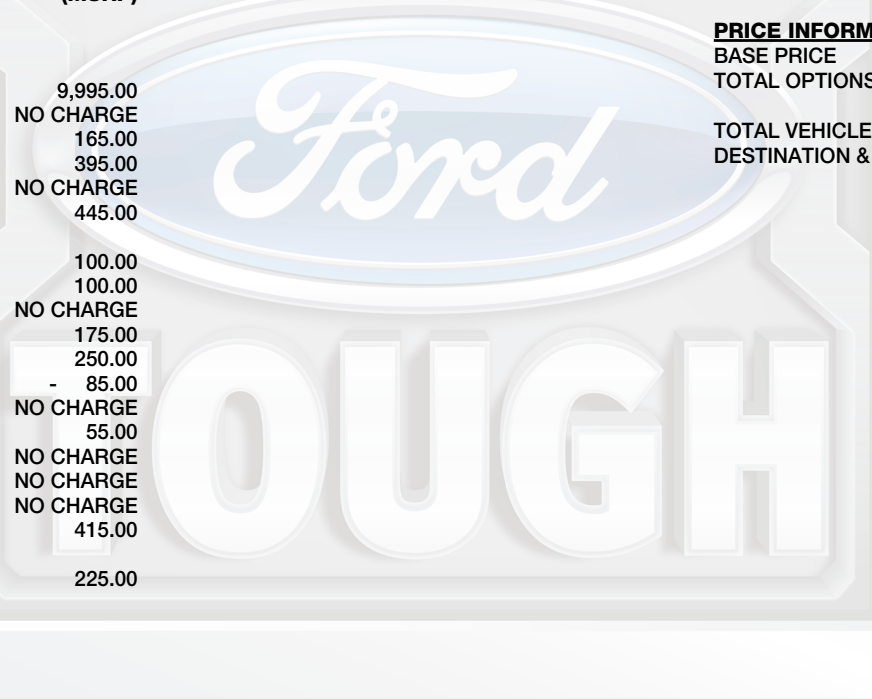 9,995.00
NO CHARGE
165.00
395.00
NO CHARGE
445.00
100.00
100.00
NO CHARGE
175.00
250.00
- 85.00
NO CHARGE
55.00
NO CHARGE
NO CHARGE
NO CHARGE
415.00
225.00
PRICE INFORM
BASE PRICE
TOTAL OPTIONS
TOTAL VEHICLE
DESTINATION &
Ford
TOUGH